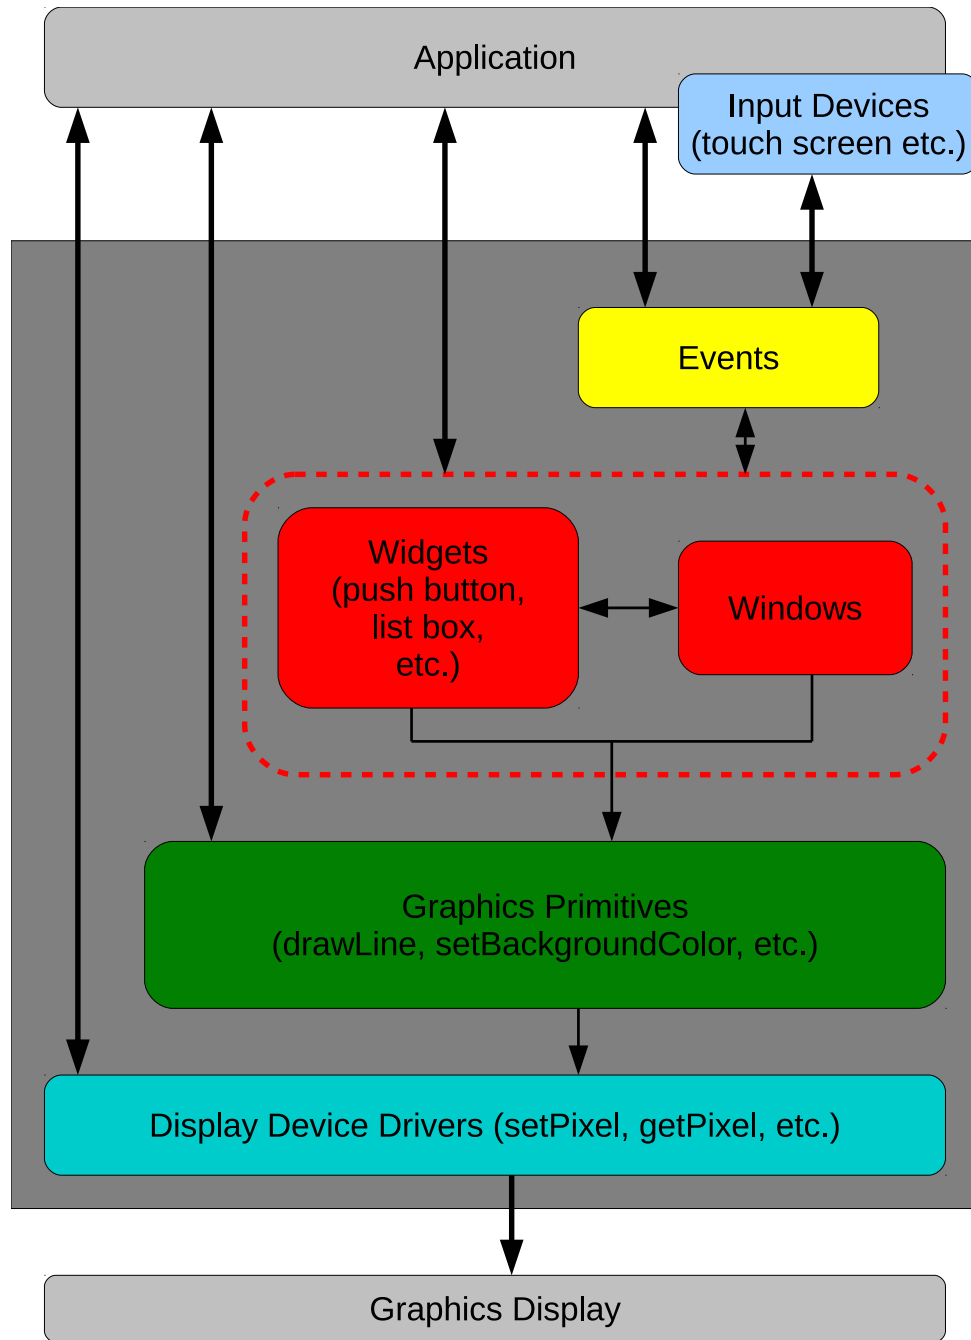 Application
Input Devices
(touch screen etc.)
Events
Widgets
(push button,
list box,
etc.)
Windows
Graphics Primitives
(drawLine, setBackgroundColor, etc.)
Display Device Drivers (setPixel, getPixel, etc.)
Graphics Display